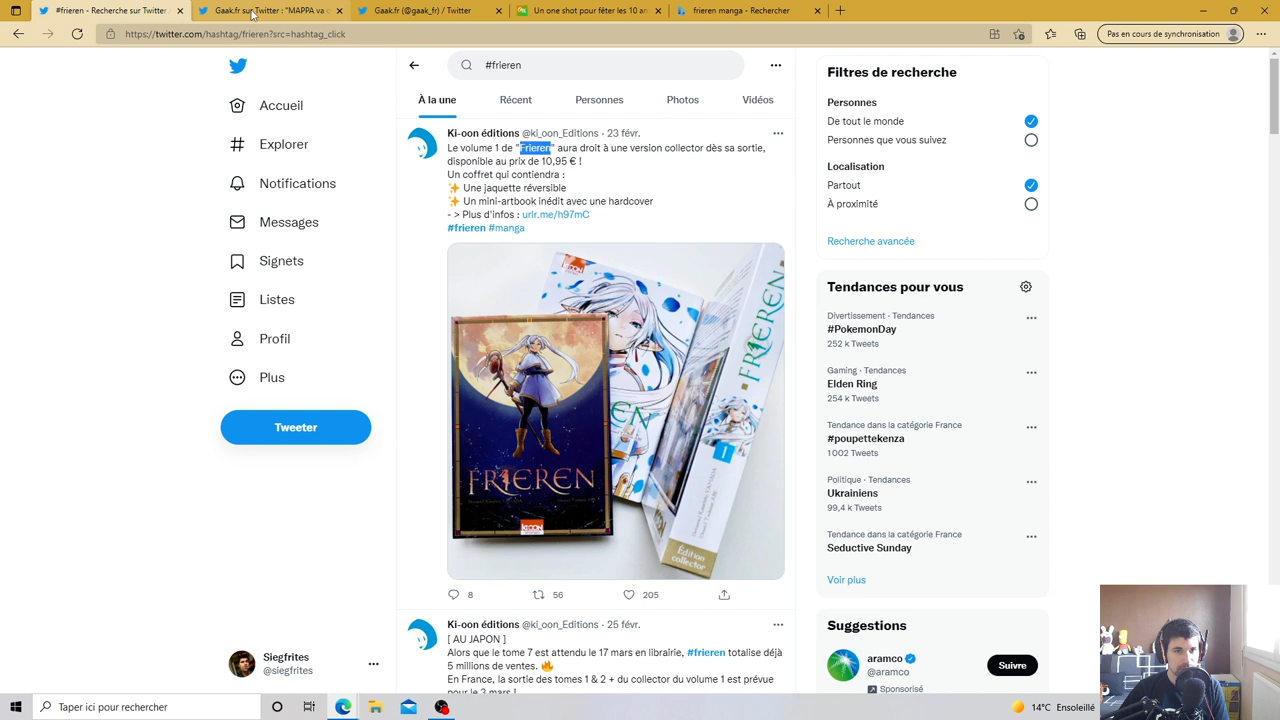 #frieren - Recherche sur Twitter /
Gaak.fr sur Twitter : "MAPPA va c
Gaak.fr (@gaak_fr) / Twitter
Un one shot pour fêter les 10 an
frieren manga - Rechercher
https://twitter.com/hashtag/frieren?src=hashtag_click
Pas en cours de synchronisation
#frieren
À la une
Récent
Personnes
Photos
Vidéos
Accueil
Explorer
Notifications
Messages
Signets
Listes
Profil
Plus
Tweeter
Siegfrites
@siegfrites
Ki-oon éditions @ki_oon_Editions · 23 févr.
Le volume 1 de "Frieren" aura droit à une version collector dès sa sortie,
disponible au prix de 10,95 € !
Un coffret qui contiendra :
✨ Une jaquette réversible
✨ Un mini-artbook inédit avec une hardcover
- > Plus d'infos : urlr.me/h97mC
#frieren #manga
FRIEREN
KI-OON
FRIEREN
1
Édition
collector
8
56
205
Ki-oon éditions @ki_oon_Editions · 25 févr.
[ AU JAPON ]
Alors que le tome 7 est attendu le 17 mars en librairie, #frieren totalise déjà
5 millions de ventes. 🔥
En France, la sortie des tomes 1 & 2 + du collector du volume 1 est prévue
pour le 3 mars !
Filtres de recherche
Personnes
De tout le monde
Personnes que vous suivez
Localisation
Partout
À proximité
Recherche avancée
Tendances pour vous
Divertissement · Tendances
#PokemonDay
252 k Tweets
Gaming · Tendances
Elden Ring
254 k Tweets
Tendance dans la catégorie France
#poupettekenza
1 002 Tweets
Politique · Tendances
Ukrainiens
99,4 k Tweets
Tendance dans la catégorie France
Seductive Sunday
Voir plus
Suggestions
aramco
@aramco
Suivre
Sponsorisé
Taper ici pour rechercher
14°C Ensoleillé